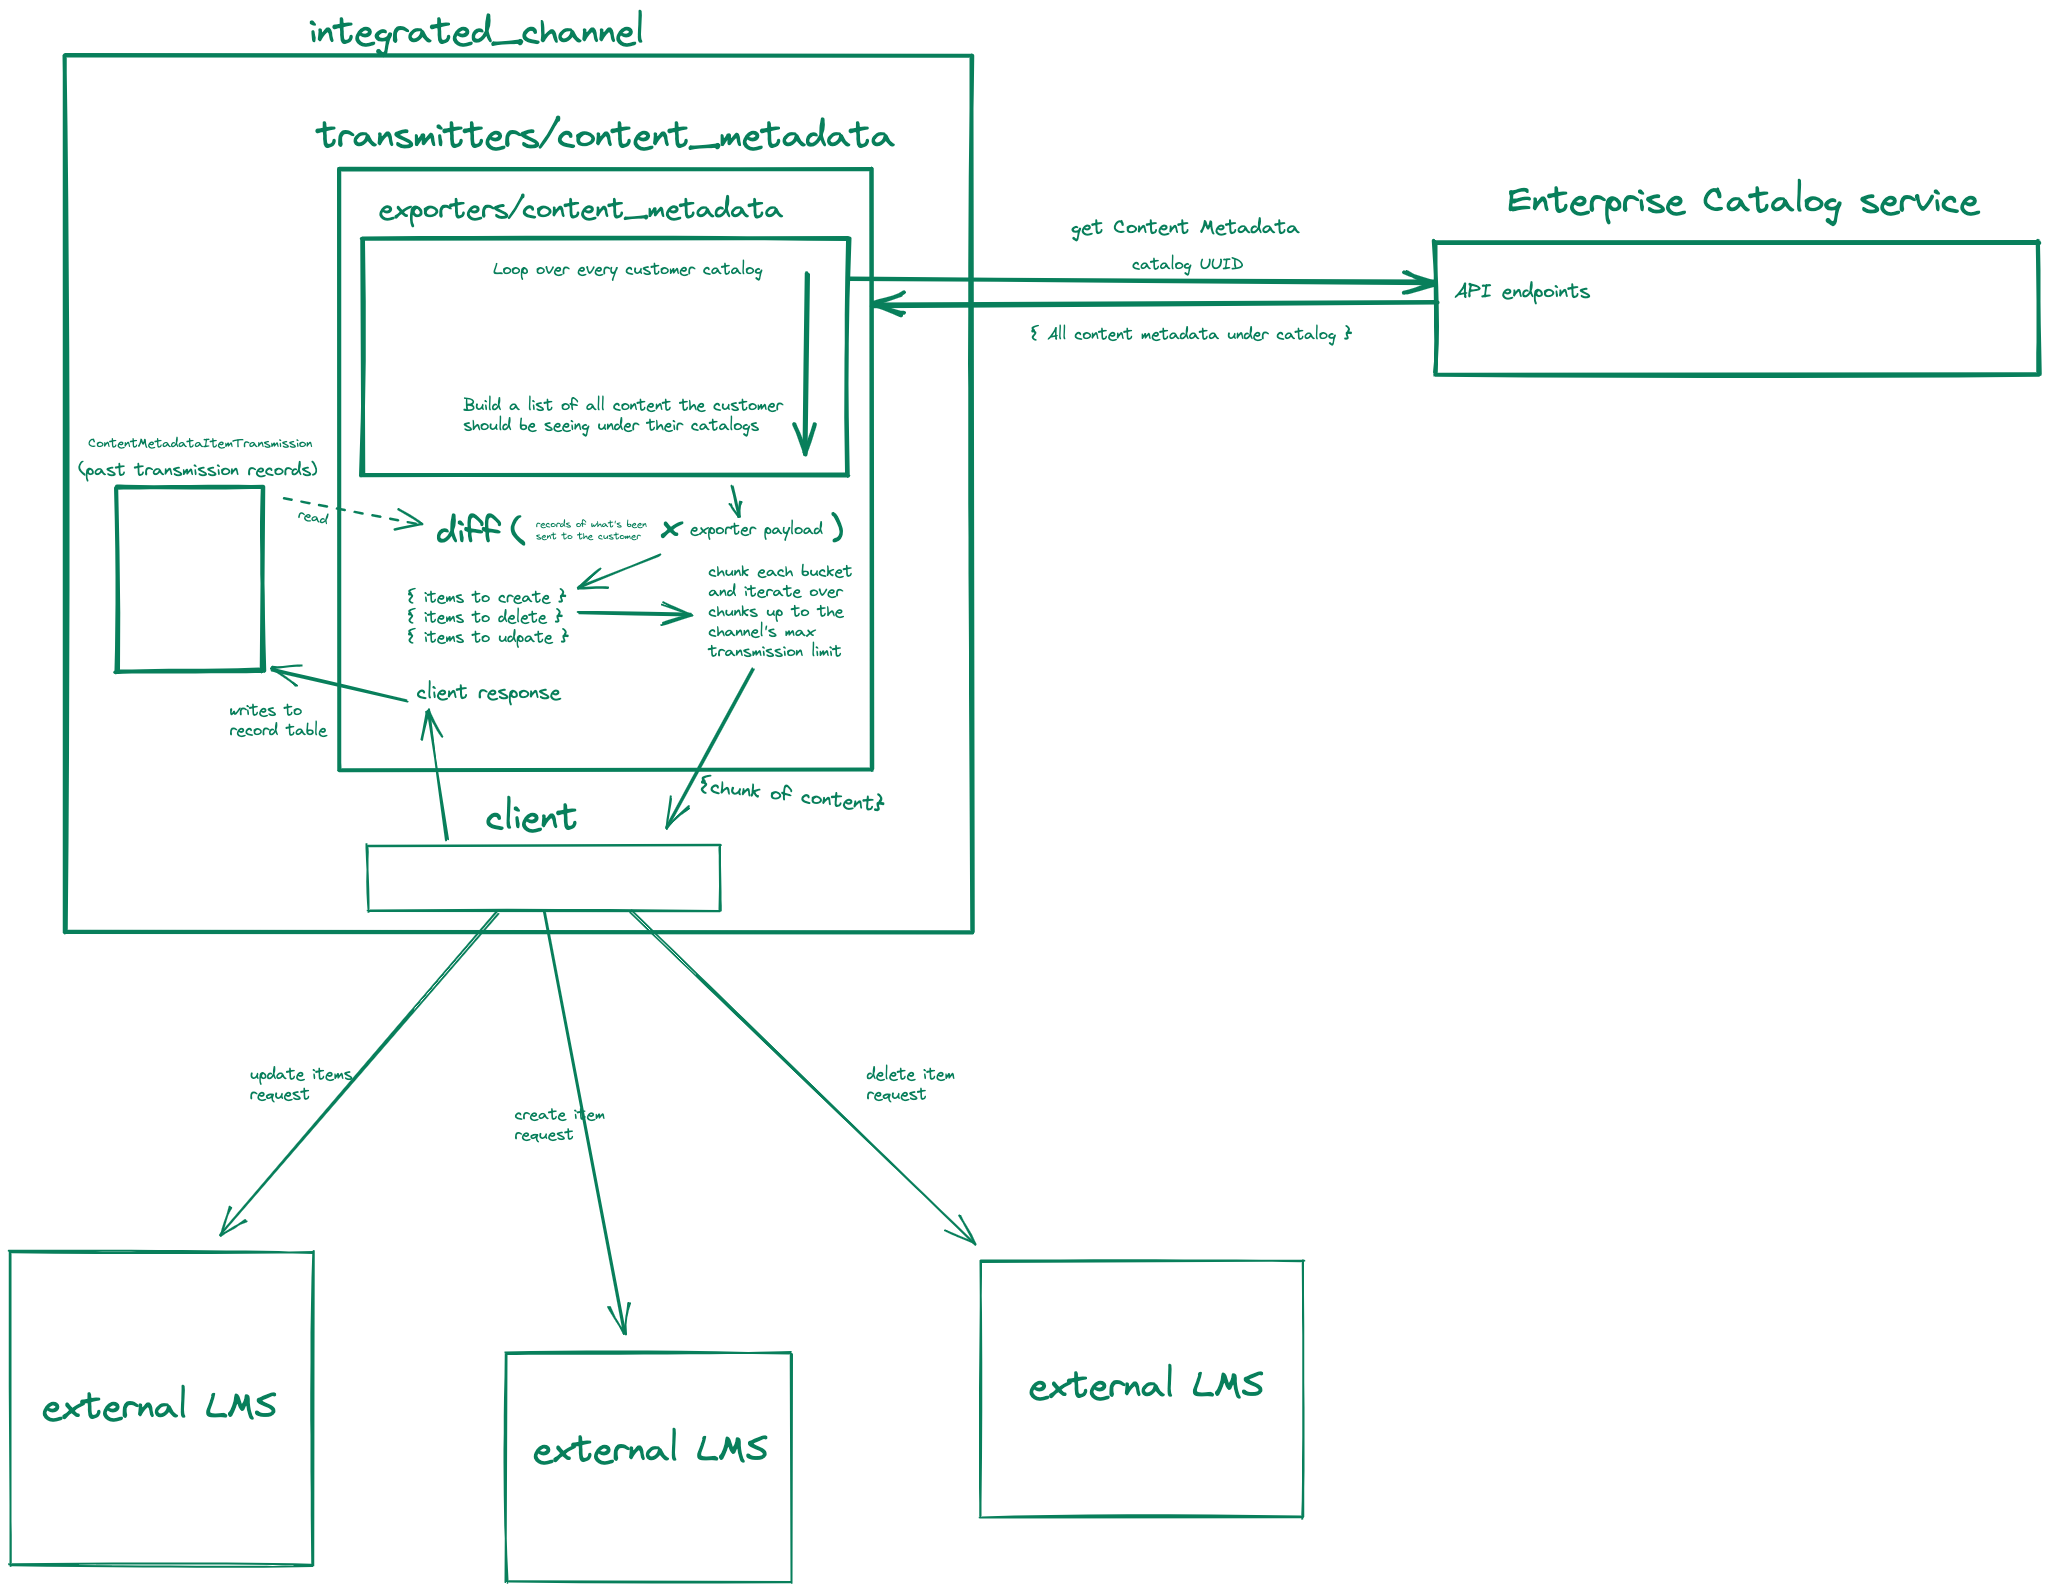 integrated_channel
transmitters/content_metadata
exporters/content_metadata
Loop over every customer catalog
Build a list of all content the customer
should be seeing under their catalogs
get Content Metadata
catalog UUID
{ All content metadata under catalog }
Enterprise Catalog service
API endpoints
ContentMetadataItemTransmission
(past transmission records)
read
diff ( records of what's been
sent to the customer
x exporter payload )
{ items to create }
{ items to delete }
{ items to udpate }
chunk each bucket
and iterate over
chunks up to the
channel's max
transmission limit
client response
writes to
record table
{chunk of content}
client
update items
request
create item
request
delete item
request
external LMS
external LMS
external LMS